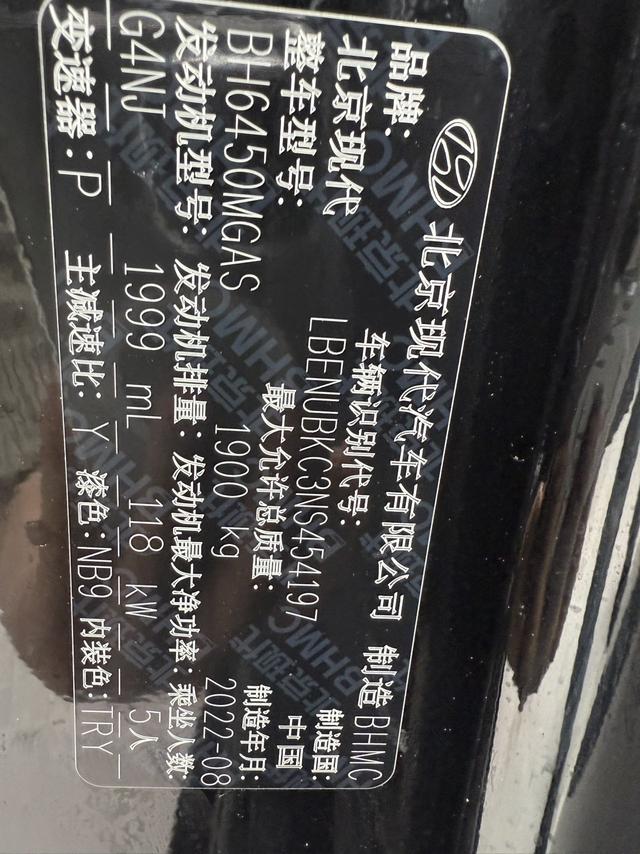 北京现代汽车有限公司 制造 BHMC
品牌: 车辆识别代号: 制造国:
北京现代 LBENUBKC3NS454197 中国
整车型号: 最大允许总质量: 制造年月:
BH6450MGAS 1900 kg 2022-08
发动机型号: 发动机排量: 发动机最大净功率: 乘坐人数:
G4NJ 1999 mL 118 kW 5人
变速器: P 主减速比: Y 漆色: NB9 内装色: TRY